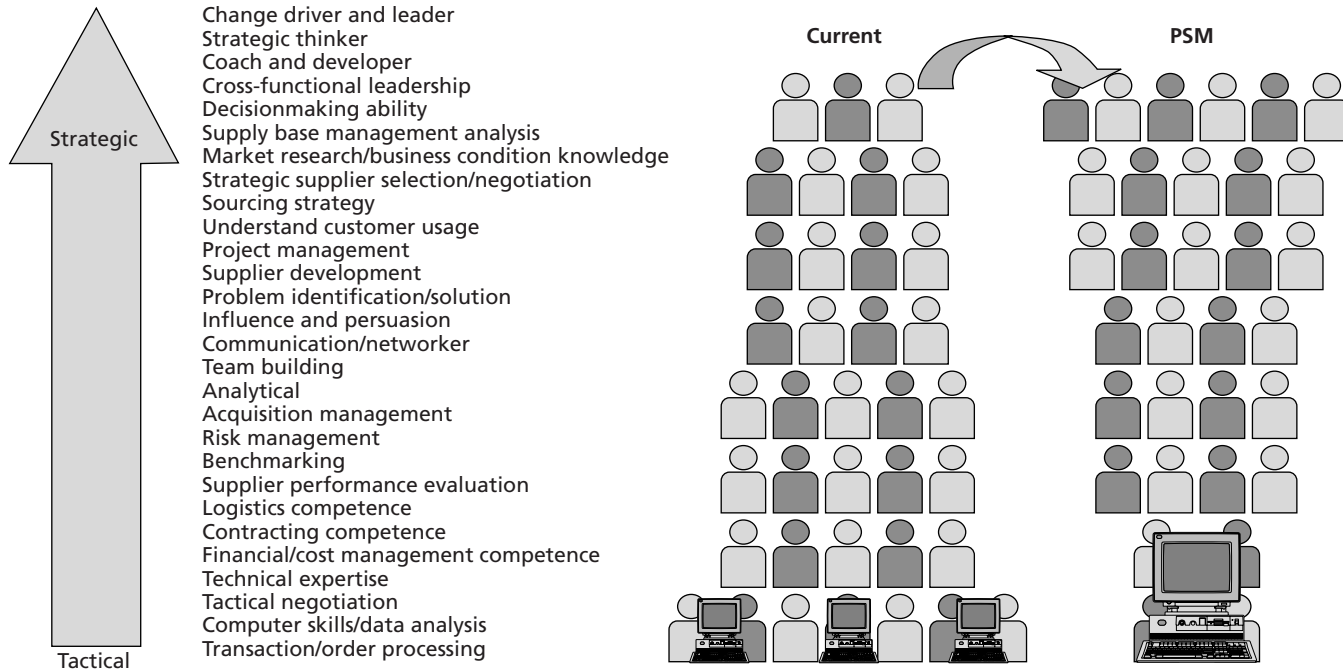 Change driver and leader
Strategic thinker
Coach and developer
Cross-functional leadership
Decisionmaking ability
Supply base management analysis
Market research/business condition knowledge
Strategic supplier selection/negotiation
Sourcing strategy
Understand customer usage
Project management
Supplier development
Problem identification/solution
Influence and persuasion
Communication/networker
Team building
Analytical
Acquisition management
Risk management
Benchmarking
Supplier performance evaluation
Logistics competence
Contracting competence
Financial/cost management competence
Technical expertise
Tactical negotiation
Computer skills/data analysis
Transaction/order processing
Strategic
Tactical
Current
PSM